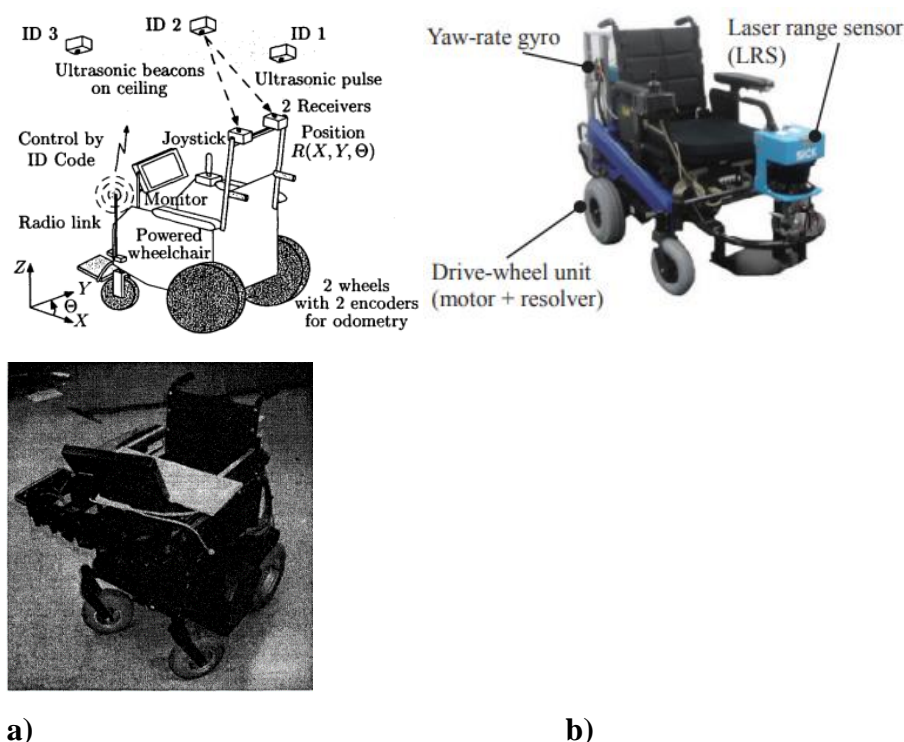 ID 3
ID 2
ID 1
Ultrasonic beacons
on ceiling
Ultrasonic pulse
2 Receivers
Control by
ID Code
Joystick
Position
R(X, Y, Θ)
Monitor
Radio link
Powered
wheelchair
Z
Y
Θ
X
2 wheels
with 2 encoders
for odometry
Yaw-rate gyro
Laser range sensor
(LRS)
SICK
Drive-wheel unit
(motor + resolver)
a)
b)